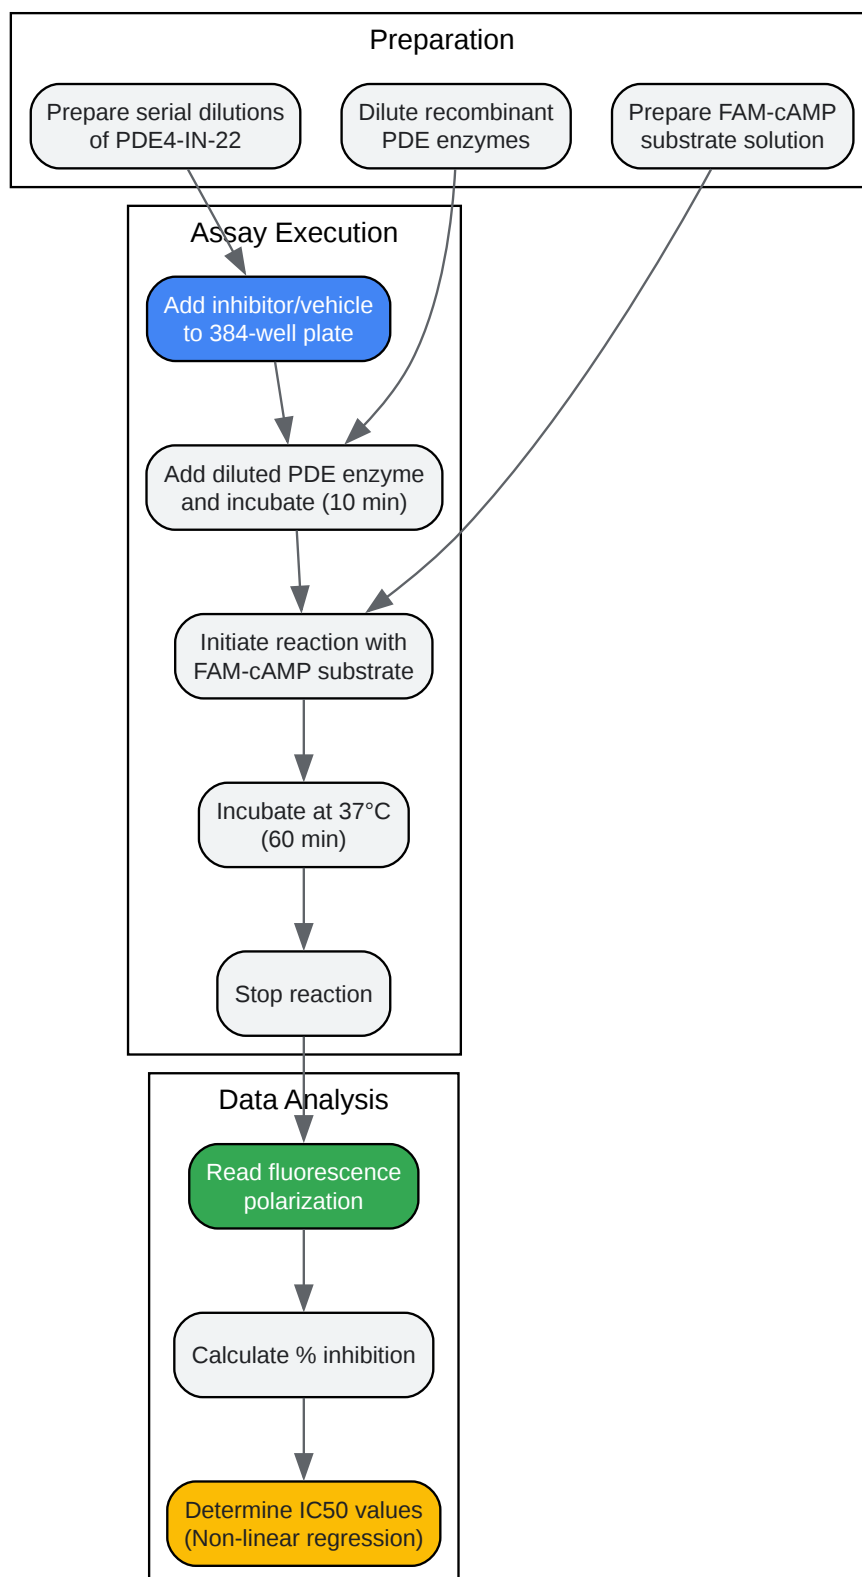 Preparation
Prepare serial dilutions
of PDE4-IN-22
Dilute recombinant
PDE enzymes
Prepare FAM-cAMP
substrate solution
Assay Execution
Add inhibitor/vehicle
to 384-well plate
Add diluted PDE enzyme
and incubate (10 min)
Initiate reaction with
FAM-cAMP substrate
Incubate at 37°C
(60 min)
Stop reaction
Data Analysis
Read fluorescence
polarization
Calculate % inhibition
Determine IC50 values
(Non-linear regression)